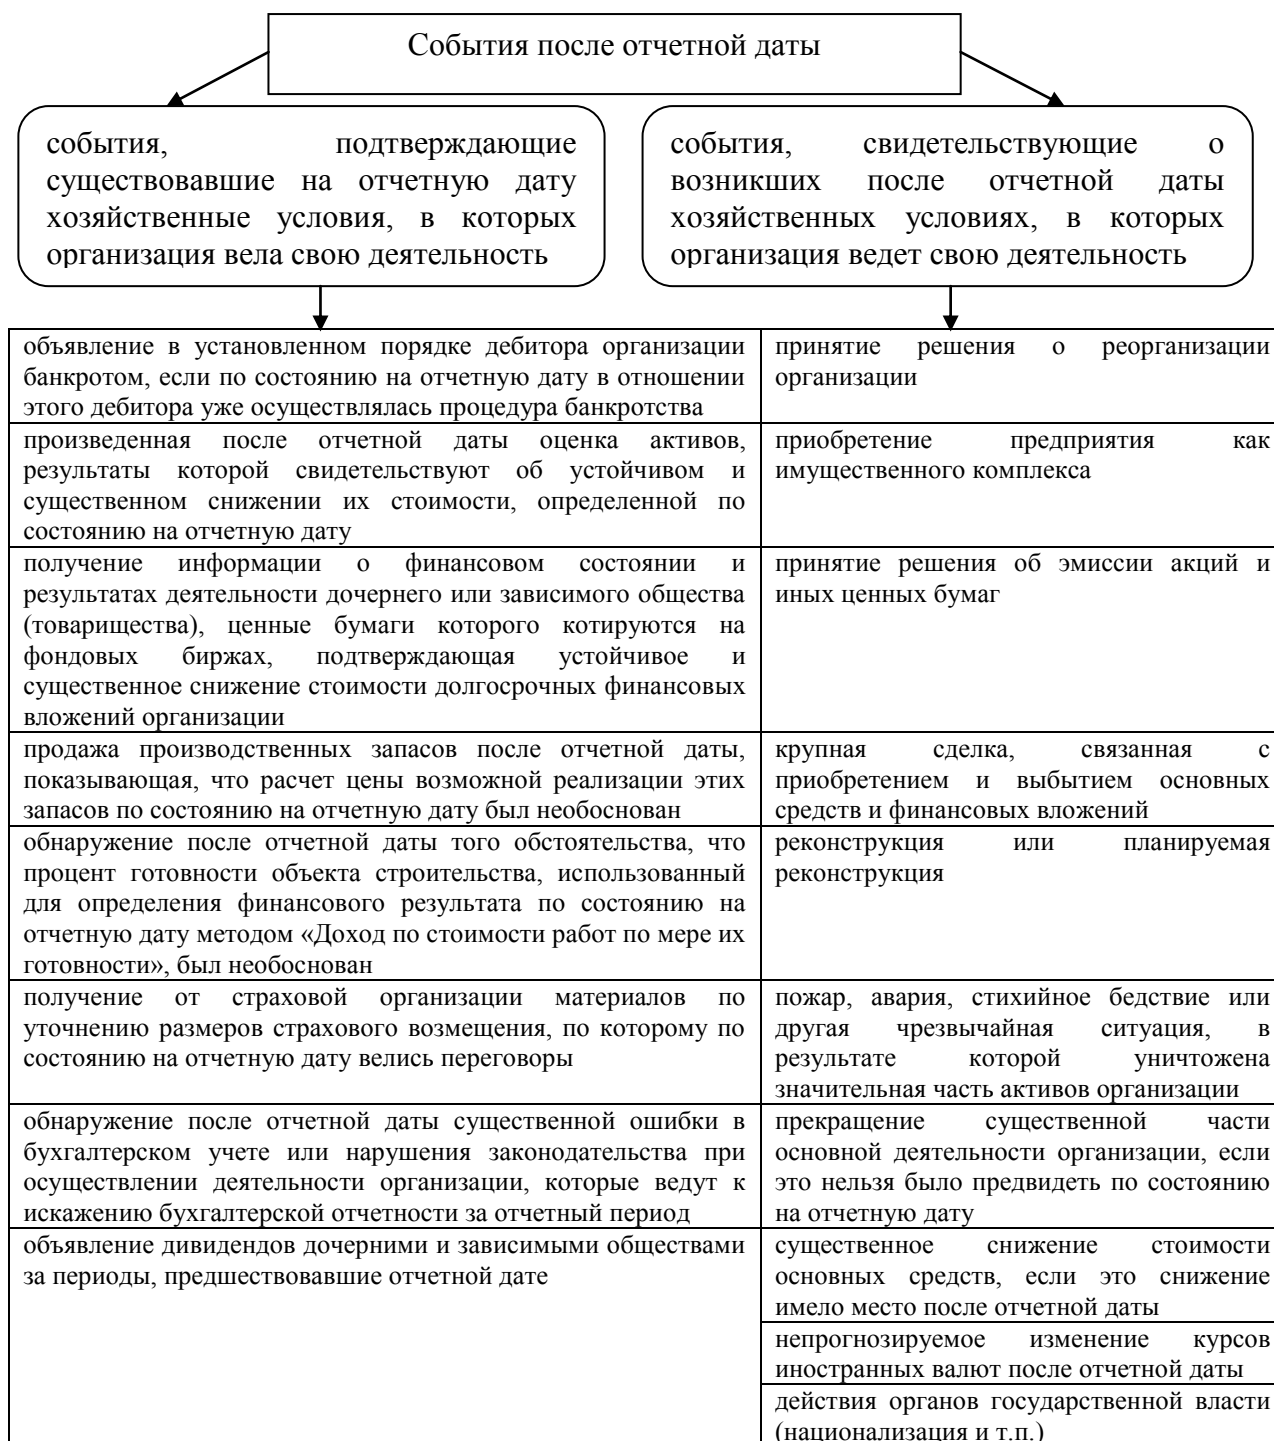 События после отчетной даты
события, подтверждающие
существовавшие на отчетную дату
хозяйственные условия, в которых
организация вела свою деятельность
события, свидетельствующие о
возникших после отчетной даты
хозяйственных условиях, в которых
организация ведет свою деятельность
объявление в установленном порядке дебитора организации
банкротом, если по состоянию на отчетную дату в отношении
этого дебитора уже осуществлялась процедура банкротства
принятие решения о реорганизации
организации
произведенная после отчетной даты оценка активов,
результаты которой свидетельствуют об устойчивом и
существенном снижении их стоимости, определенной по
состоянию на отчетную дату
приобретение предприятия как
имущественного комплекса
получение информации о финансовом состоянии и
результатах деятельности дочернего или зависимого общества
(товарищества), ценные бумаги которого котируются на
фондовых биржах, подтверждающая устойчивое и
существенное снижение стоимости долгосрочных финансовых
вложений организации
принятие решения об эмиссии акций и
иных ценных бумаг
продажа производственных запасов после отчетной даты,
показывающая, что расчет цены возможной реализации этих
запасов по состоянию на отчетную дату был необоснован
крупная сделка, связанная с
приобретением и выбытием основных
средств и финансовых вложений
обнаружение после отчетной даты того обстоятельства, что
процент готовности объекта строительства, использованный
для определения финансового результата по состоянию на
отчетную дату методом «Доход по стоимости работ по мере их
готовности», был необоснован
реконструкция или планируемая
реконструкция
получение от страховой организации материалов по
уточнению размеров страхового возмещения, по которому по
состоянию на отчетную дату велись переговоры
пожар, авария, стихийное бедствие или
другая чрезвычайная ситуация, в
результате которой уничтожена
значительная часть активов организации
обнаружение после отчетной даты существенной ошибки в
бухгалтерском учете или нарушения законодательства при
осуществлении деятельности организации, которые ведут к
искажению бухгалтерской отчетности за отчетный период
прекращение существенной части
основной деятельности организации, если
это нельзя было предвидеть по состоянию
на отчетную дату
объявление дивидендов дочерними и зависимыми обществами
за периоды, предшествовавшие отчетной дате
существенное снижение стоимости
основных средств, если это снижение
имело место после отчетной даты
непрогнозируемое изменение курсов
иностранных валют после отчетной даты
действия органов государственной власти
(национализация и т.п.)